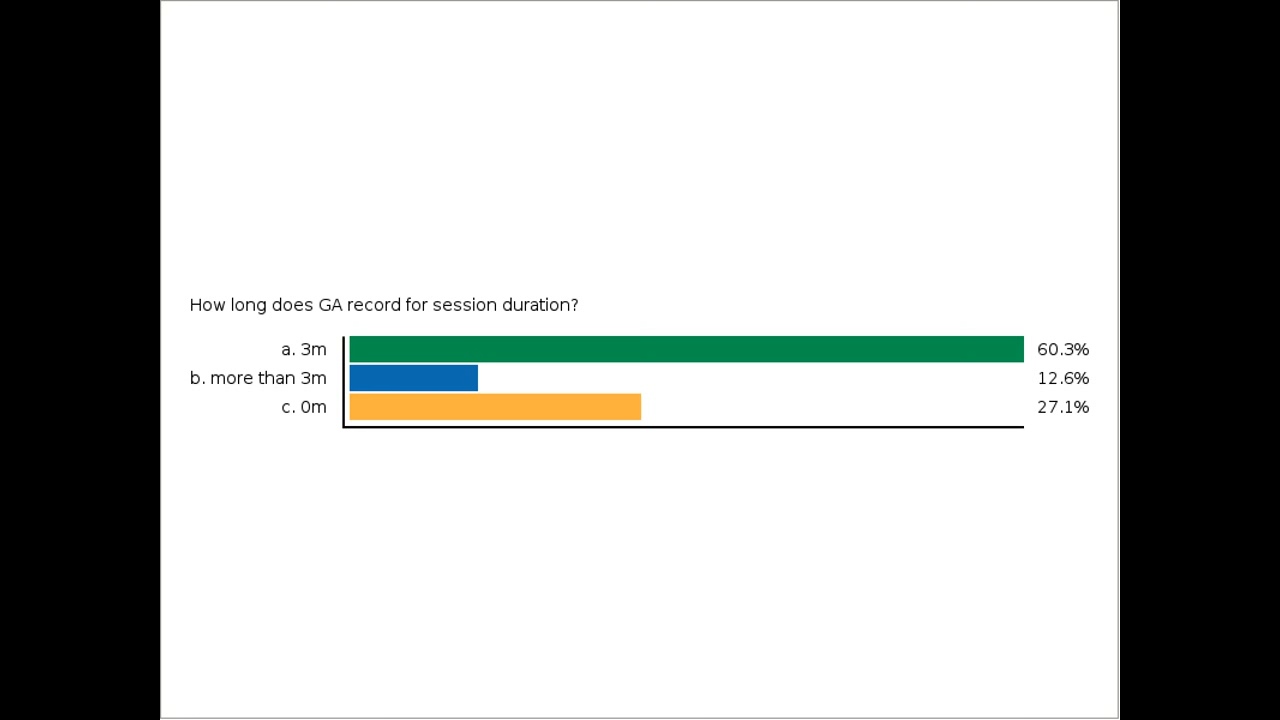 How long does GA record for session duration?
a. 3m 60.3%
b. more than 3m 12.6%
c. 0m 27.1%